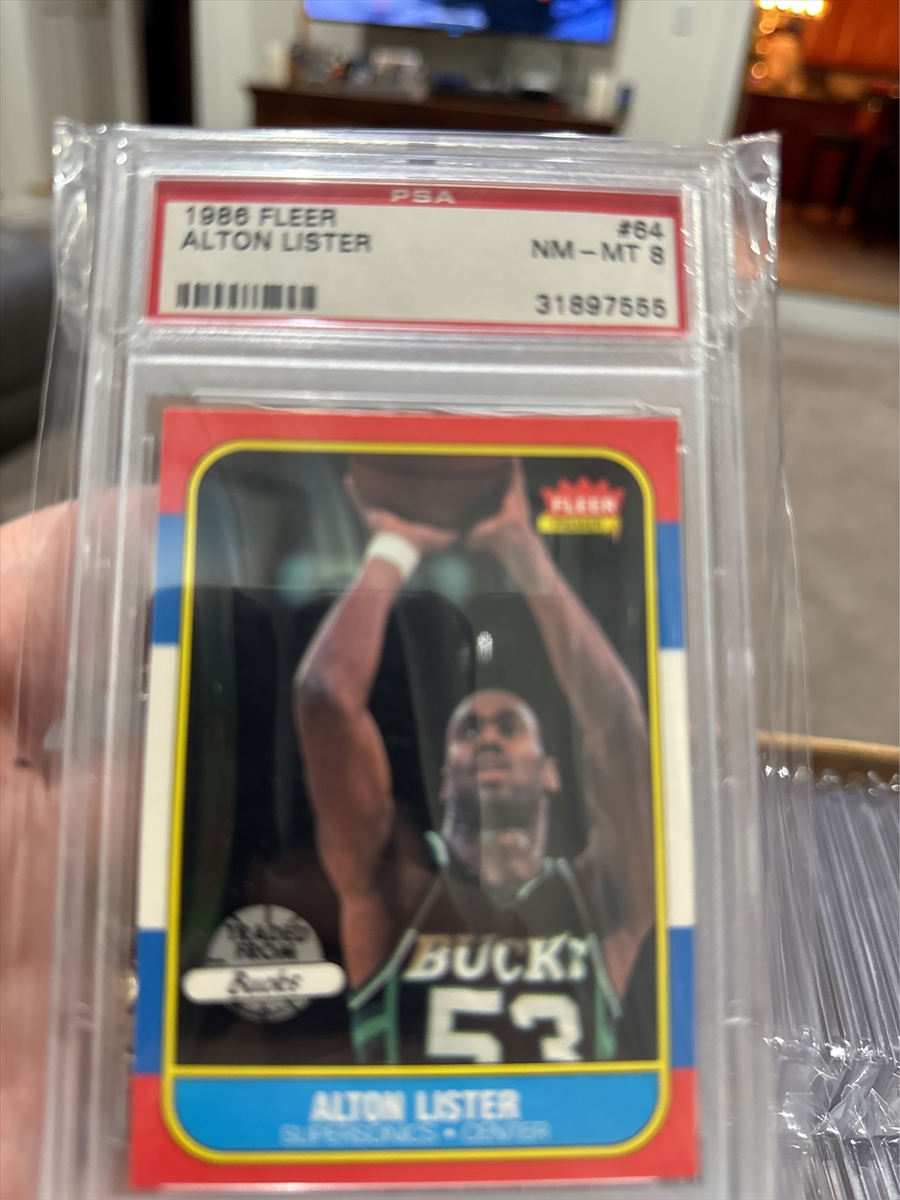 PSA
1986 FLEER #64
ALTON LISTER NM-MT 8
31897555
FLEER
PREMIER
TRADED
FROM
Bucks
BUCKS
53
ALTON LISTER
SUPERSONICS • CENTER